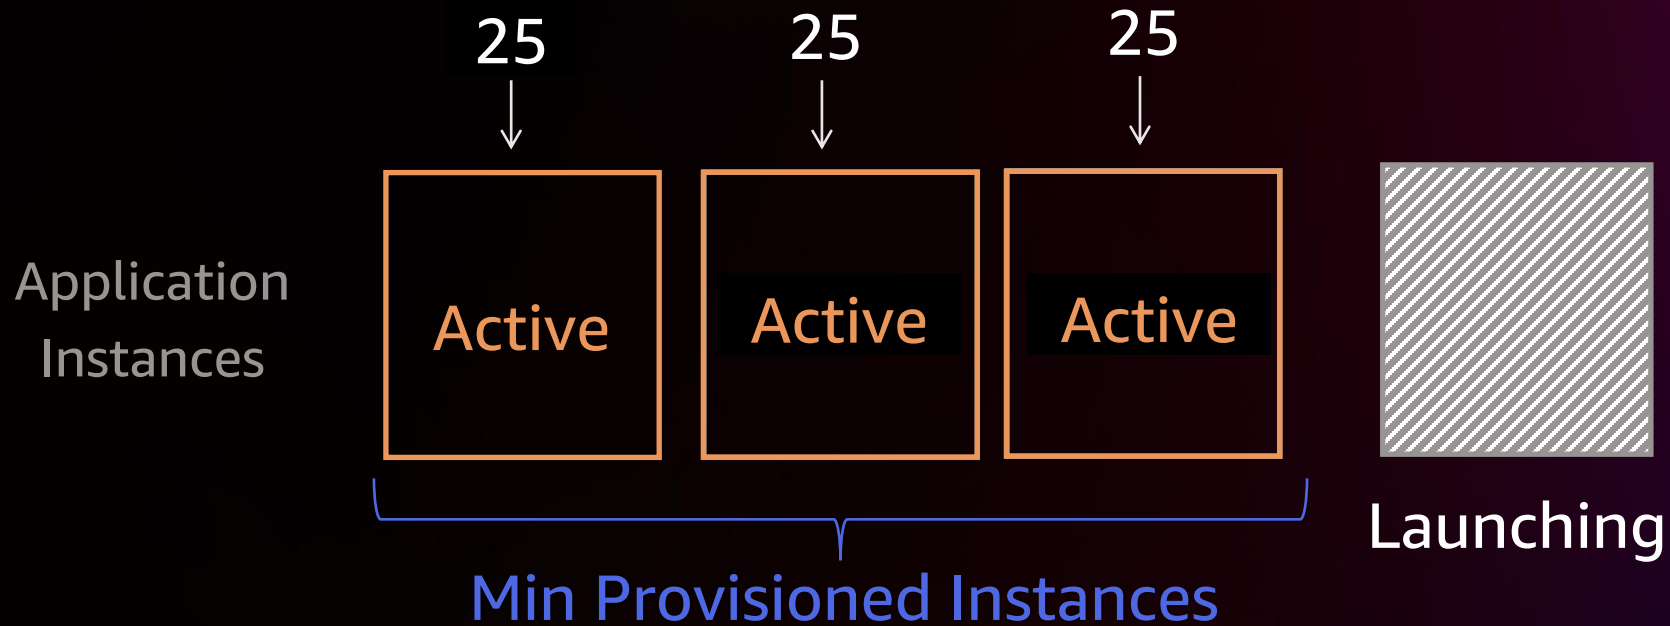 25
25
25
Application
Instances
Active
Active
Active
Launching
Min Provisioned Instances